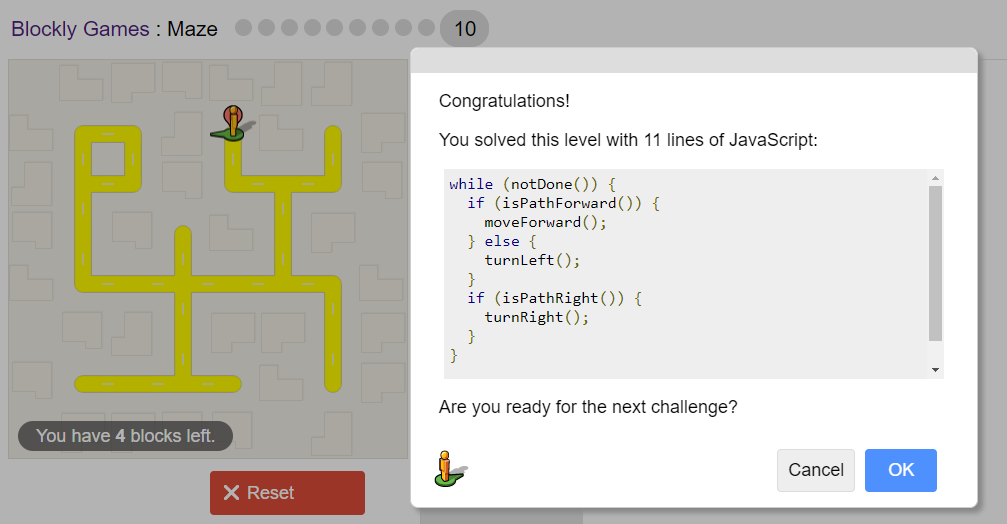 Blockly Games : Maze 10
Congratulations!
You solved this level with 11 lines of JavaScript:
while (notDone()) {
  if (isPathForward()) {
    moveForward();
  } else {
    turnLeft();
  }
  if (isPathRight()) {
    turnRight();
  }
}
Are you ready for the next challenge?
You have 4 blocks left.
Cancel OK
Reset